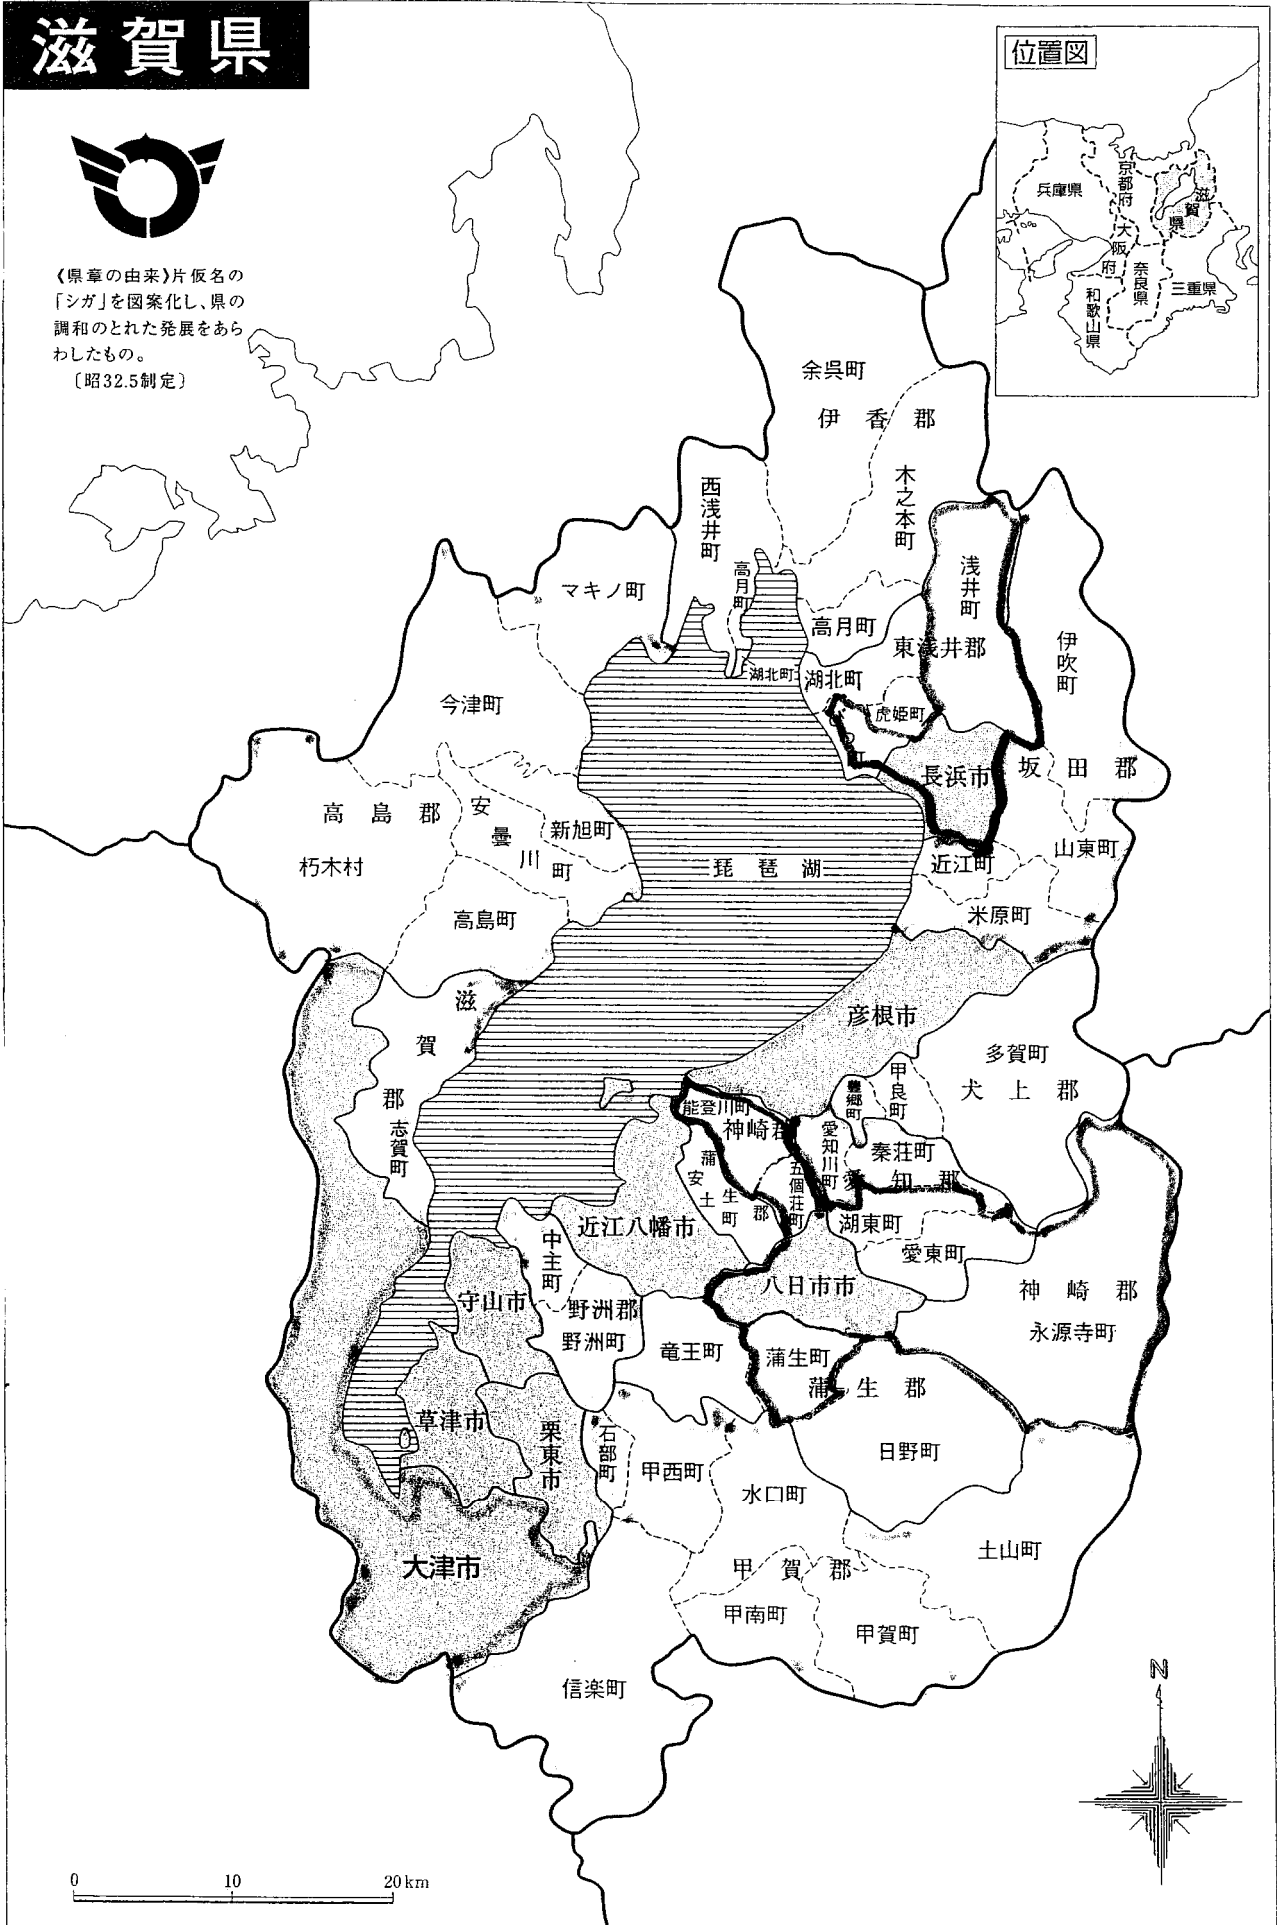 滋賀県
《県章の由来》片仮名の
「シガ」を図案化し、県の
調和のとれた発展をあら
わしたもの。
〔昭32.5制定〕
位置図
兵庫県
京都府
滋賀県
大阪府
奈良県
三重県
和歌山県
余呉町
伊香郡
木之本町
西浅井町
高月町
マキノ町
浅井町
高月町
東浅井郡
伊吹町
湖北町
湖北町
虎姫町
今津町
長浜市
坂田郡
高島郡
安曇川町
新旭町
朽木村
琵琶湖
近江町
山東町
高島町
米原町
滋賀郡
志賀町
彦根市
多賀町
犬上郡
甲良町
豊郷町
能登川町
神崎郡
愛知川町
秦荘町
愛知郡
五個荘町
蒲生郡
安土町
湖東町
愛東町
近江八幡市
中主町
八日市市
神崎郡
永源寺町
守山市
野洲郡
野洲町
竜王町
蒲生町
蒲生郡
草津市
栗東市
石部町
日野町
甲西町
水口町
大津市
土山町
甲賀郡
甲南町
甲賀町
信楽町
N
0 10 20km